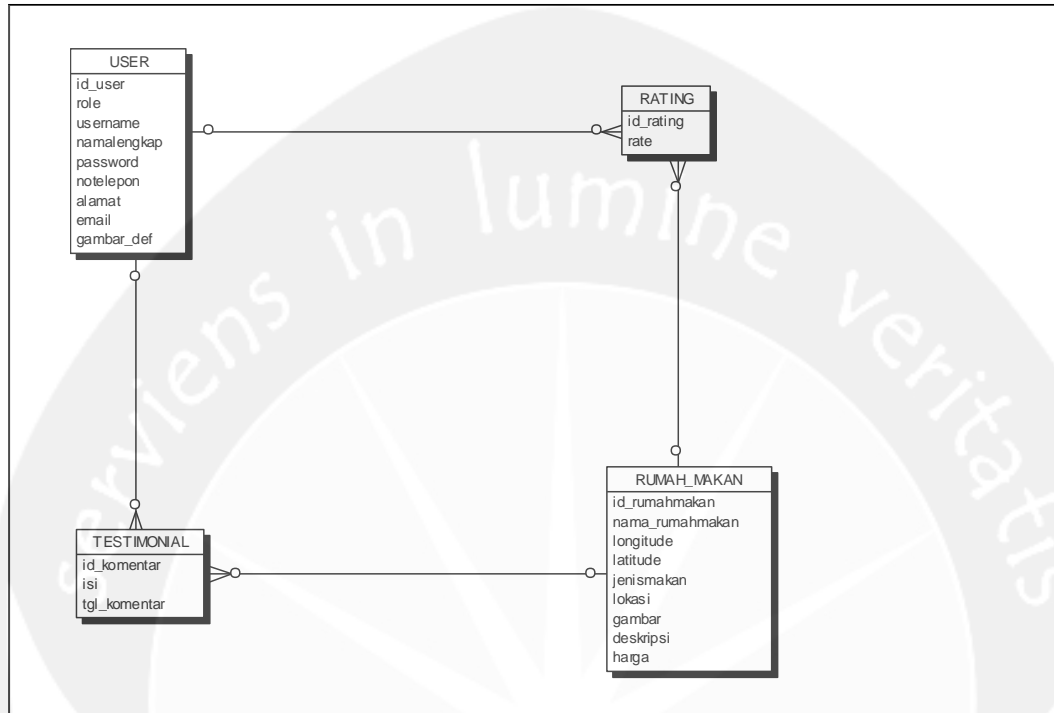 USER
id_user
role
username
namalengkap
password
notelepon
alamat
email
gambar_def
RATING
id_rating
rate
TESTIMONIAL
id_komentar
isi
tgl_komentar
RUMAH_MAKAN
id_rumahmakan
nama_rumahmakan
longitude
latitude
jenismakan
lokasi
gambar
deskripsi
harga
serviens in lumine veritatis